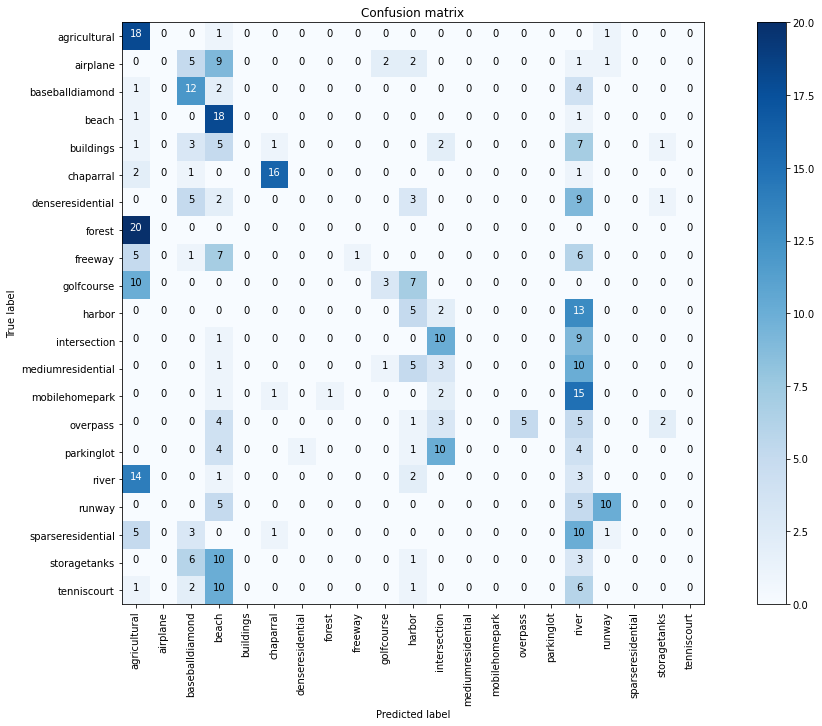 Confusion matrix
True label
agricultural 18 0 0 1 0 0 0 0 0 0 0 0 0 0 0 0 0 1 0 0 0
airplane 0 0 5 9 0 0 0 0 0 2 2 0 0 0 0 0 1 1 0 0 0
baseballdiamond 1 0 12 2 0 0 0 0 0 0 0 0 0 0 0 0 4 0 0 0 0
beach 1 0 0 18 0 0 0 0 0 0 0 0 0 0 0 0 1 0 0 0 0
buildings 1 0 3 5 0 1 0 0 0 0 0 2 0 0 0 0 7 0 0 1 0
chaparral 2 0 1 0 0 16 0 0 0 0 0 0 0 0 0 0 1 0 0 0 0
denseresidential 0 0 5 2 0 0 0 0 0 0 3 0 0 0 0 0 9 0 0 1 0
forest 20 0 0 0 0 0 0 0 0 0 0 0 0 0 0 0 0 0 0 0 0
freeway 5 0 1 7 0 0 0 0 1 0 0 0 0 0 0 0 6 0 0 0 0
golfcourse 10 0 0 0 0 0 0 0 0 3 7 0 0 0 0 0 0 0 0 0 0
harbor 0 0 0 0 0 0 0 0 0 0 5 2 0 0 0 0 13 0 0 0 0
intersection 0 0 0 1 0 0 0 0 0 0 0 10 0 0 0 0 9 0 0 0 0
mediumresidential 0 0 0 1 0 0 0 0 0 1 5 3 0 0 0 0 10 0 0 0 0
mobilehomepark 0 0 0 1 0 1 0 1 0 0 0 2 0 0 0 0 15 0 0 0 0
overpass 0 0 0 4 0 0 0 0 0 0 1 3 0 0 5 0 5 0 0 2 0
parkinglot 0 0 0 4 0 0 1 0 0 0 1 10 0 0 0 0 4 0 0 0 0
river 14 0 0 1 0 0 0 0 0 0 2 0 0 0 0 0 3 0 0 0 0
runway 0 0 0 5 0 0 0 0 0 0 0 0 0 0 0 0 5 10 0 0 0
sparseresidential 5 0 3 0 0 1 0 0 0 0 0 0 0 0 0 0 10 1 0 0 0
storagetanks 0 0 6 10 0 0 0 0 0 0 1 0 0 0 0 0 3 0 0 0 0
tenniscourt 1 0 2 10 0 0 0 0 0 0 1 0 0 0 0 0 6 0 0 0 0
agricultural
airplane
baseballdiamond
beach
buildings
chaparral
denseresidential
forest
freeway
golfcourse
harbor
intersection
mediumresidential
mobilehomepark
overpass
parkinglot
river
runway
sparseresidential
storagetanks
tenniscourt
Predicted label
20.0
17.5
15.0
12.5
10.0
7.5
5.0
2.5
0.0